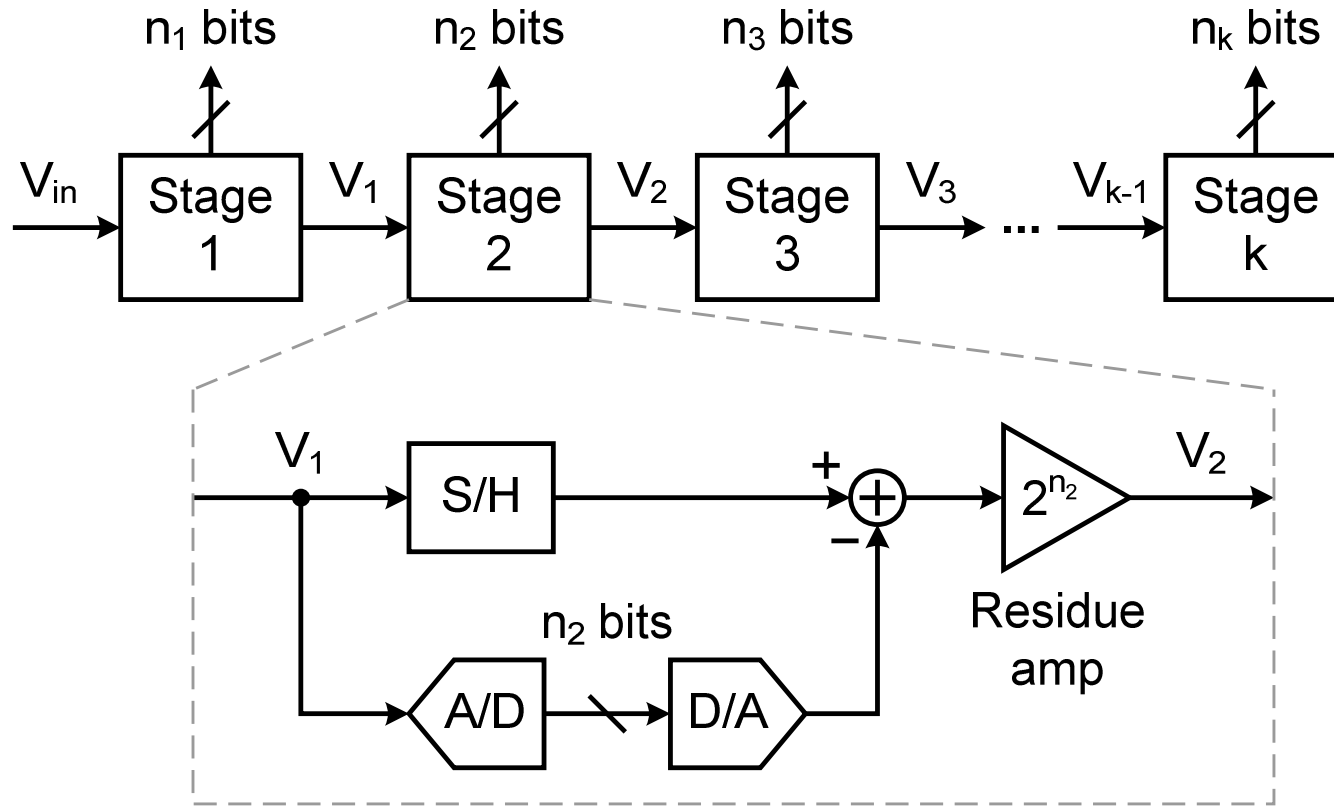 n₁ bits
n₂ bits
n₃ bits
nₖ bits
Vᵢₙ
Stage
1
V₁
Stage
2
V₂
Stage
3
V₃
...
Vₖ₋₁
Stage
k
V₁
S/H
+
+
−
2ⁿ₂
V₂
Residue
amp
n₂ bits
A/D
D/A